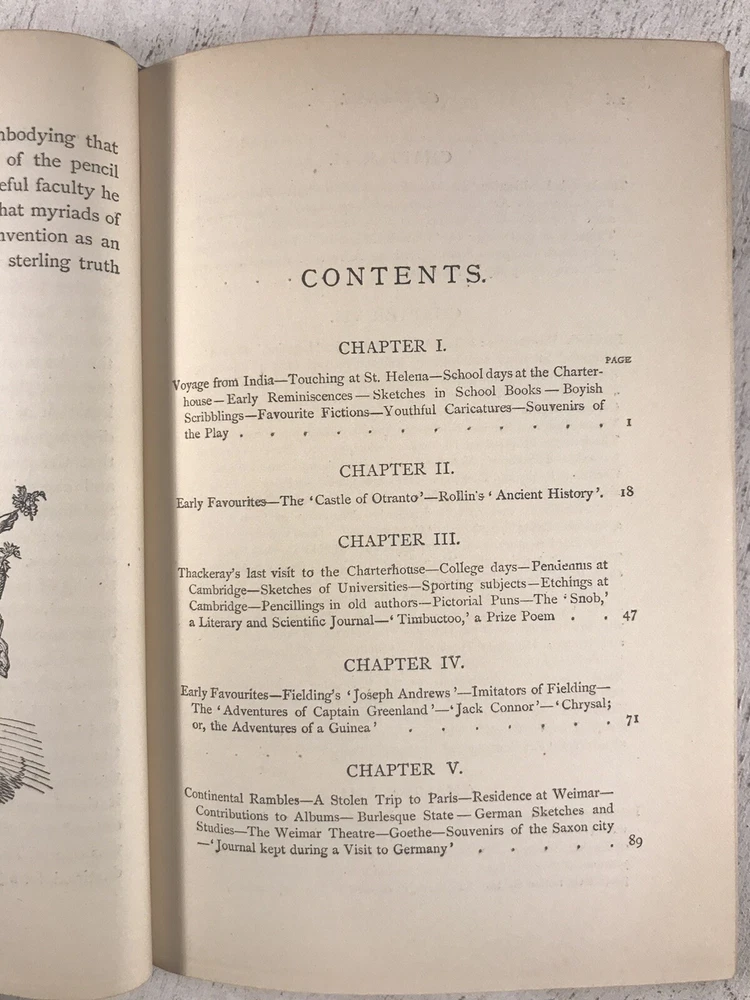 mbodying that
of the pencil
eful faculty he
hat myriads of
nvention as an
sterling truth
CONTENTS.
CHAPTER I.
PAGE
Voyage from India—Touching at St. Helena—School days at the Charter-
house—Early Reminiscences—Sketches in School Books—Boyish
Scribblings—Favourite Fictions—Youthful Caricatures—Souvenirs of
the Play . . . . . . . . . . . 1
CHAPTER II.
Early Favourites—The ‘Castle of Otranto’—Rollin's ‘Ancient History’. 18
CHAPTER III.
Thackeray's last visit to the Charterhouse—College days—Pendennis at
Cambridge—Sketches of Universities—Sporting subjects—Etchings at
Cambridge—Pencillings in old authors—Pictorial Puns—The ‘Snob,’
a Literary and Scientific Journal—‘Timbuctoo,’ a Prize Poem . . 47
CHAPTER IV.
Early Favourites—Fielding's ‘Joseph Andrews’—Imitators of Fielding—
The ‘Adventures of Captain Greenland’—‘Jack Connor’—‘Chrysal;
or, the Adventures of a Guinea’ . . . . . . . 71
CHAPTER V.
Continental Rambles—A Stolen Trip to Paris—Residence at Weimar—
Contributions to Albums—Burlesque State—German Sketches and
Studies—The Weimar Theatre—Goethe—Souvenirs of the Saxon city
—‘Journal kept during a Visit to Germany’ . . . . . 89